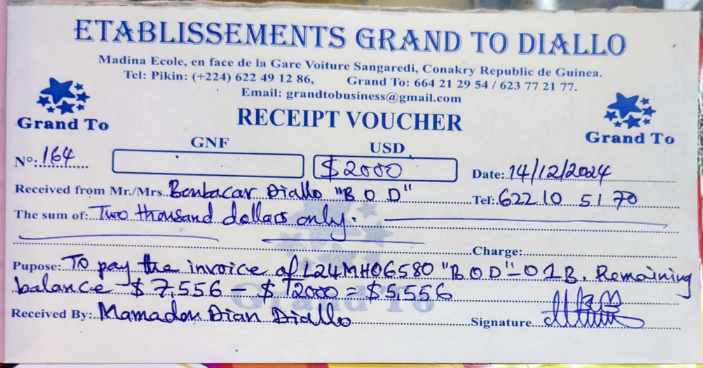 ETABLISSEMENTS GRAND TO DIALLO
Madina Ecole, en face de la Gare Voiture Sangaredi, Conakry Republic de Guinea.
Tel: Pikin: (+224) 622 49 12 86, Grand To: 664 21 29 54 / 623 77 21 77.
Email: grandtobusiness@gmail.com
Grand To RECEIPT VOUCHER Grand To
GNF USD
No: 164 $2000 Date: 14/12/2024
Received from Mr./Mrs. Boubacar Diallo "B O D" Tel: 622 10 51 70
The sum of: Two thousand dollars only.
Charge:
Pupose: To pay the invoice of L24MH06580 "B O D" - 01 B. Remaining
balance $7,556 - $ 2000 = $5,556
Grand To
Received By: Mamadou Dian Diallo Signature